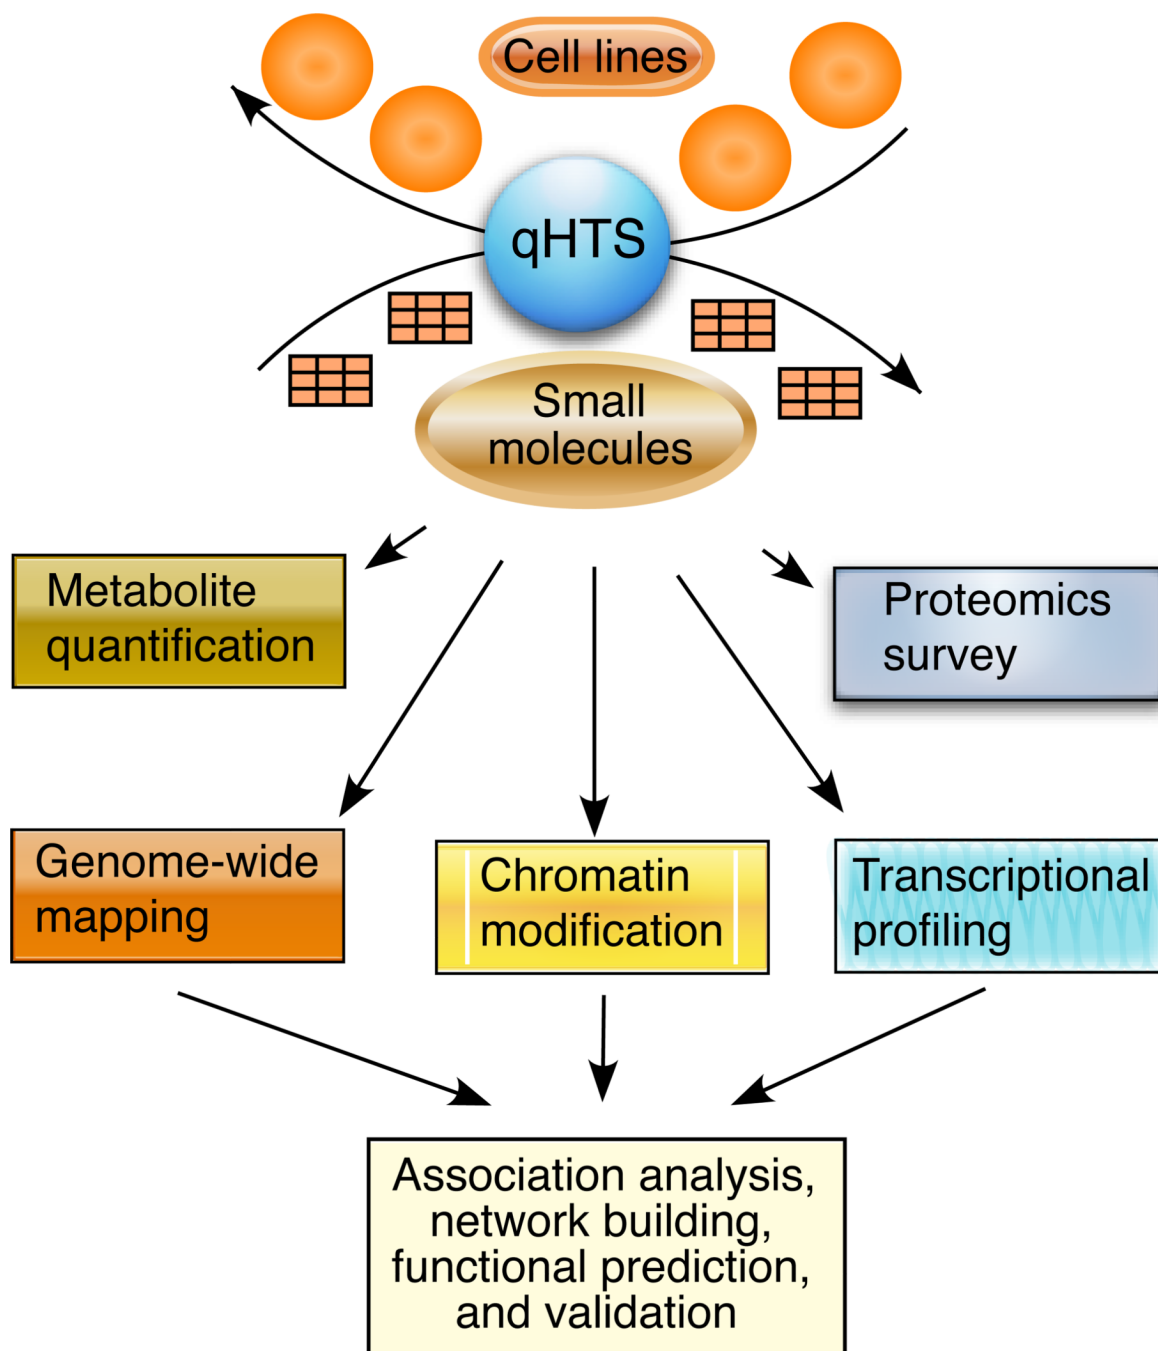 Cell lines
qHTS
Small
molecules
Metabolite
quantification
Proteomics
survey
Genome-wide
mapping
Chromatin
modification
Transcriptional
profiling
Association analysis,
network building,
functional prediction,
and validation